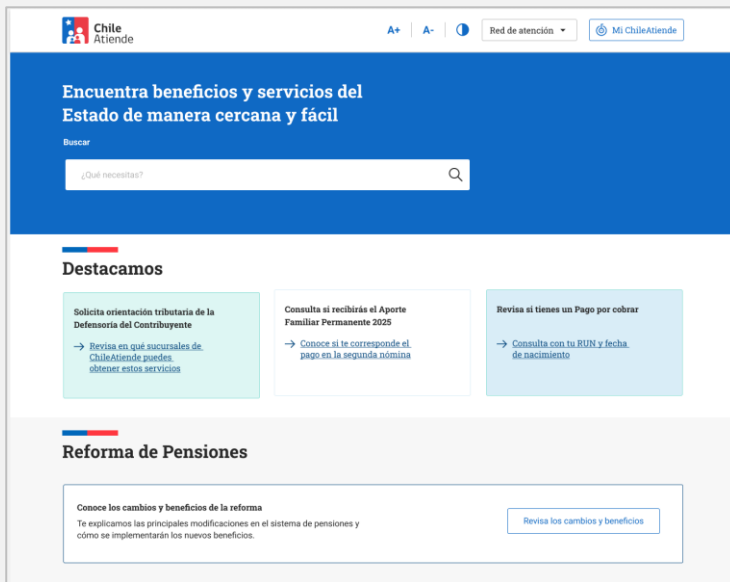 Chile
Atiende
A+
A-
Red de atención
Mi ChileAtiende
Encuentra beneficios y servicios del
Estado de manera cercana y fácil
Buscar
¿Qué necesitas?
Destacamos
Solicita orientación tributaria de la
Defensoría del Contribuyente
Revisa en qué sucursales de
ChileAtiende puedes
obtener estos servicios
Consulta si recibirás el Aporte
Familiar Permanente 2025
Conoce si te corresponde el
pago en la segunda nómina
Revisa si tienes un Pago por cobrar
Consulta con tu RUN y fecha
de nacimiento
Reforma de Pensiones
Conoce los cambios y beneficios de la reforma
Te explicamos las principales modificaciones en el sistema de pensiones y
cómo se implementarán los nuevos beneficios.
Revisa los cambios y beneficios